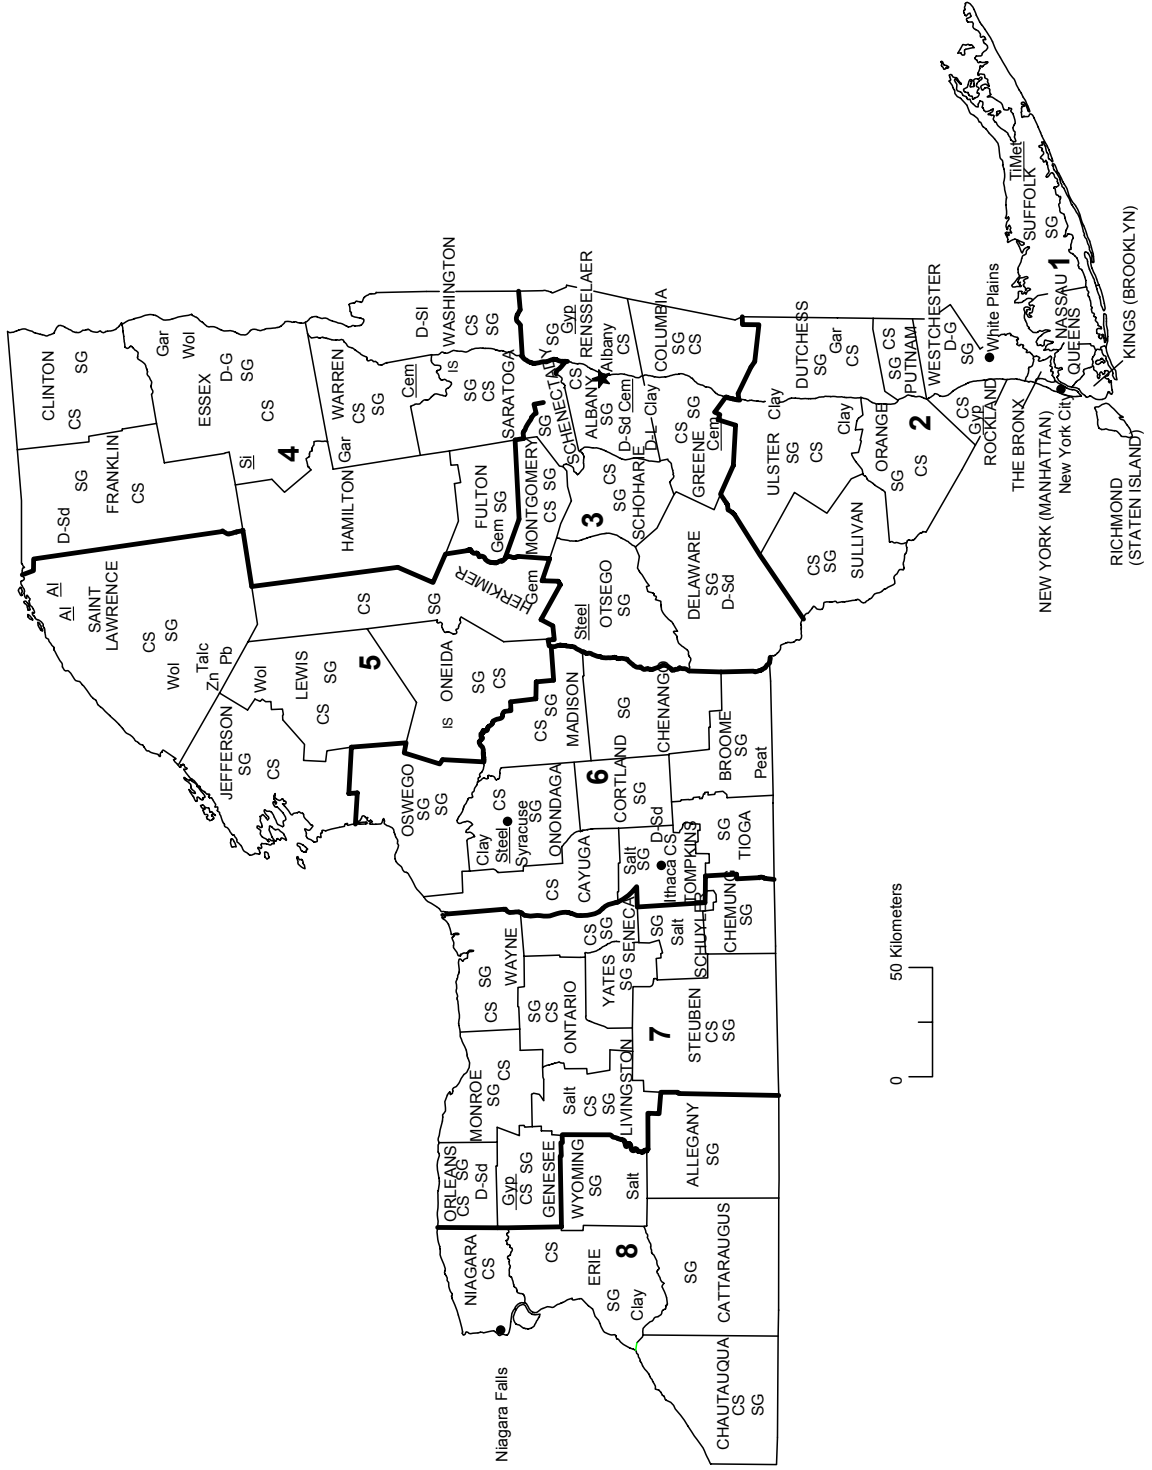 CLINTON
CS
SG
D-Sd
SG
FRANKLIN
CS
Gar
Wol
ESSEX
D-G
SG
CS
Si
4
WARREN
CS
SG
Gar
HAMILTON
D-Sl
WASHINGTON
CS
SG
Cem
IS
SG
CS
SARATOGA
FULTON
Gem SG
Al
Al
SAINT
LAWRENCE
CS
SG
Wol
Talc
Zn Pb
JEFFERSON
SG
CS
Wol
LEWIS
SG
CS
5
CS
SG
HERKIMER
Gem
IS
ONEIDA
SG
CS
MONTGOMERY
CS SG
SG
SCHENECTADY
CS
SG
Gyp
RENSSELAER
Albany
CS
ALBANY
SG
D-Sd Cem
D-L Clay
3
CS
SG
SCHOHARIE
COLUMBIA
SG
CS
CS SG
GREENE
Cem
Steel
OTSEGO
SG
DELAWARE
SG
D-Sd
OSWEGO
SG
SG
CS SG
MADISON
Clay
Steel
CS
Syracuse
SG
ONONDAGA
CS
CAYUGA
6
CORTLAND
SG
SG
CHENANGO
Salt
SG
D-Sd
Ithaca CS
TOMPKINS
SG
TIOGA
BROOME
SG
Peat
SG
WAYNE
CS
SG
CS
ONTARIO
CS
SG
SENECA
YATES
SG
SG
Salt
SCHUYLER
CHEMUNG
SG
7
STEUBEN
CS
SG
MONROE
SG
CS
Salt
CS
SG
LIVINGSTON
ORLEANS
CS SG
D-Sd
Gyp
CS SG
GENESEE
WYOMING
SG
Salt
ALLEGANY
SG
NIAGARA
CS
Niagara Falls
CS
ERIE
8
SG
Clay
SG
CATTARAUGUS
CHAUTAUQUA
CS
SG
Clay
ULSTER
SG
CS
DUTCHESS
SG
Gar
CS
CS
SG
SULLIVAN
Clay
ORANGE
SG
CS
2
SG CS
PUTNAM
WESTCHESTER
D-G
SG
White Plains
CS
Gyp
ROCKLAND
THE BRONX
NEW YORK (MANHATTAN)
New York City
RICHMOND
(STATEN ISLAND)
KINGS (BROOKLYN)
QUEENS
NASSAU
1
TiMet
SUFFOLK
SG
0
50 Kilometers